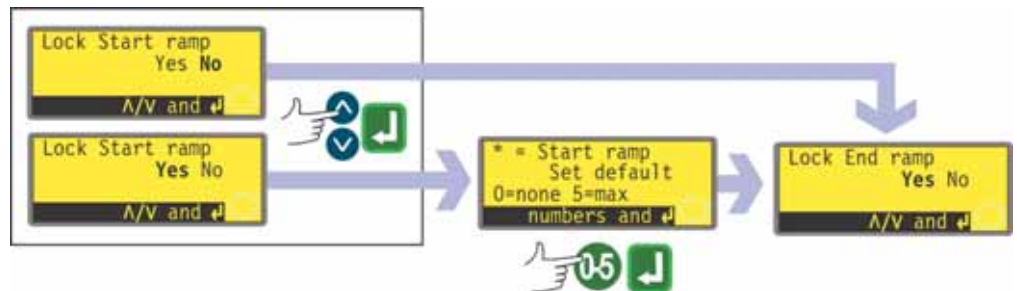 Lock Start ramp
Yes No
∧/∨ and ↵
Lock Start ramp
Yes No
∧/∨ and ↵
* = Start ramp
Set default
0=none 5=max
numbers and ↵
0-5
Lock End ramp
Yes No
∧/∨ and ↵